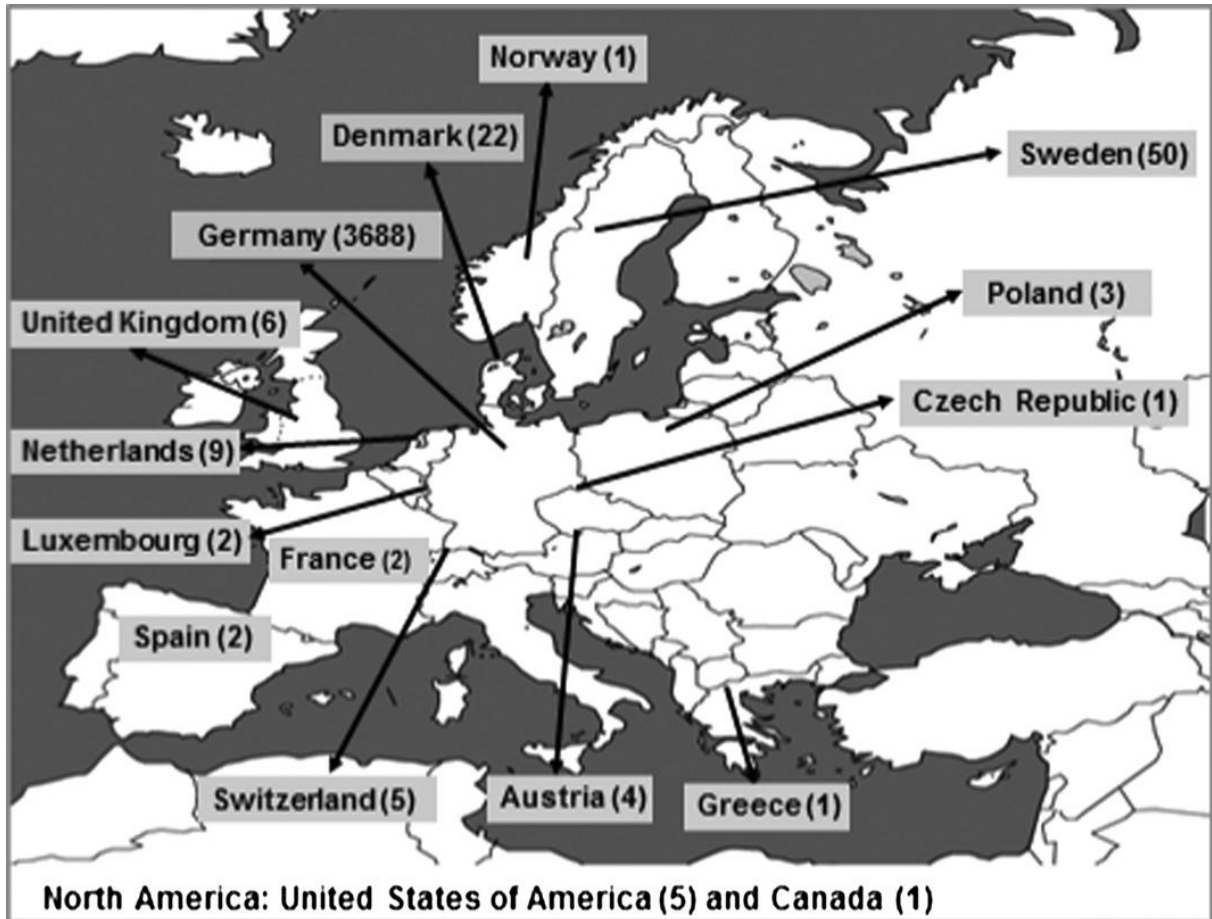 Norway (1)
Denmark (22)
Sweden (50)
Germany (3688)
Poland (3)
United Kingdom (6)
Czech Republic (1)
Netherlands (9)
Luxembourg (2)
France (2)
Spain (2)
Switzerland (5)
Austria (4)
Greece (1)
North America: United States of America (5) and Canada (1)